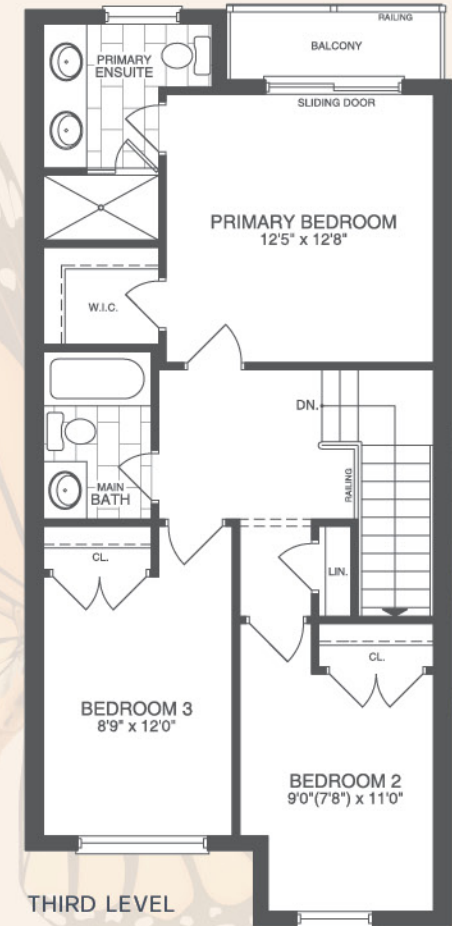 RAILING
BALCONY
SLIDING DOOR
PRIMARY
ENSUITE
PRIMARY BEDROOM
12'5" x 12'8"
W.I.C.
DN.
RAILING
MAIN
BATH
CL.
LIN.
CL.
BEDROOM 3
8'9" x 12'0"
BEDROOM 2
9'0"(7'8") x 11'0"
THIRD LEVEL